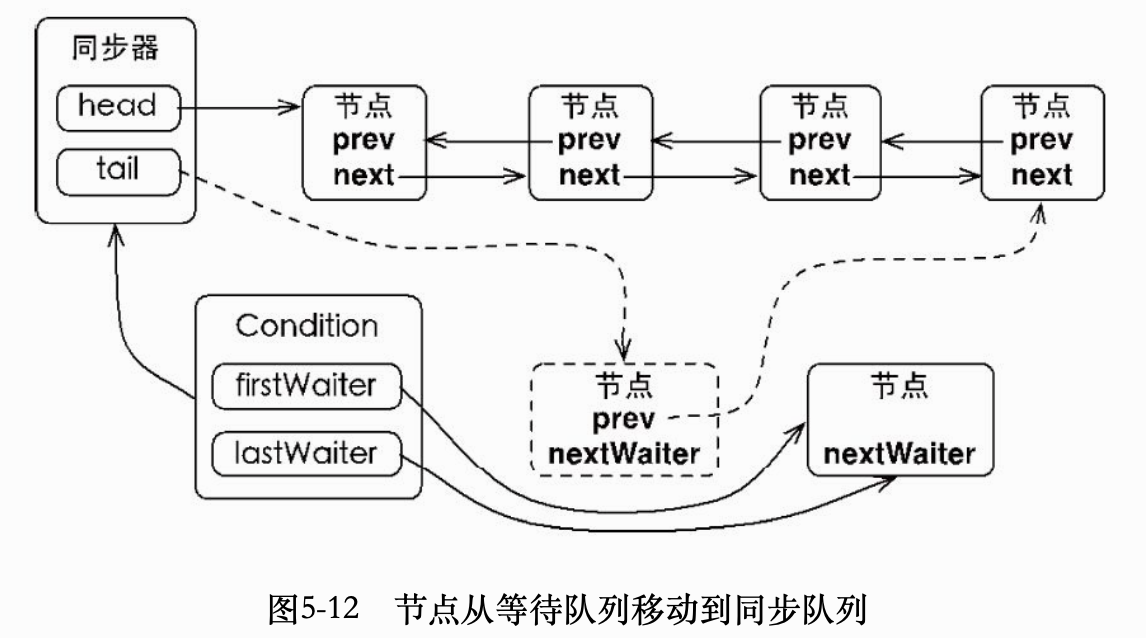 同步器
head
tail
节点
prev
next
节点
prev
next
节点
prev
next
节点
prev
next
Condition
firstWaiter
lastWaiter
节点
prev
nextWaiter
节点
nextWaiter
图5-12 节点从等待队列移动到同步队列